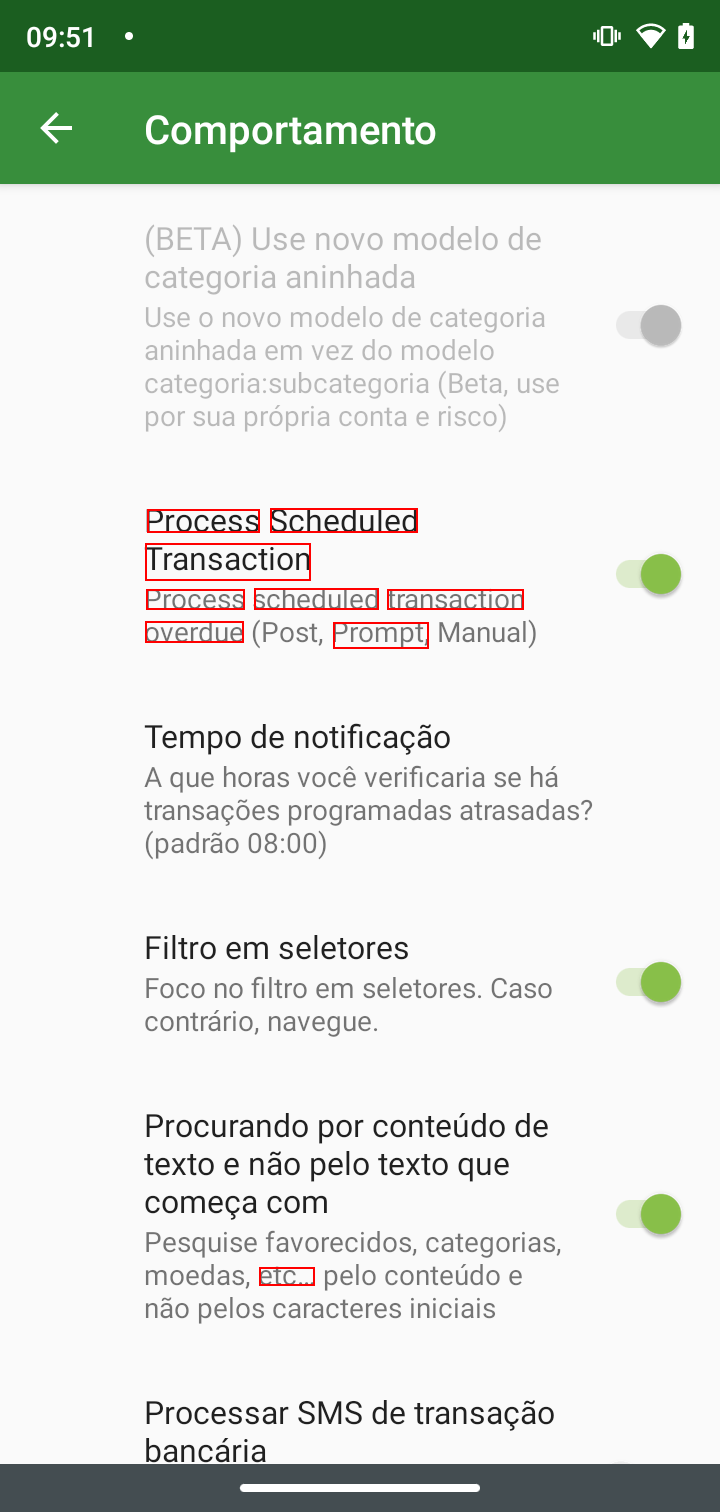 09:51
Comportamento
(BETA) Use novo modelo de
categoria aninhada
Use o novo modelo de categoria
aninhada em vez do modelo
categoria:subcategoria (Beta, use
por sua própria conta e risco)
Process Scheduled
Transaction
Process scheduled transaction
overdue (Post, Prompt, Manual)
Tempo de notificação
A que horas você verificaria se há
transações programadas atrasadas?
(padrão 08:00)
Filtro em seletores
Foco no filtro em seletores. Caso
contrário, navegue.
Procurando por conteúdo de
texto e não pelo texto que
começa com
Pesquise favorecidos, categorias,
moedas, etc... pelo conteúdo e
não pelos caracteres iniciais
Processar SMS de transação
bancária